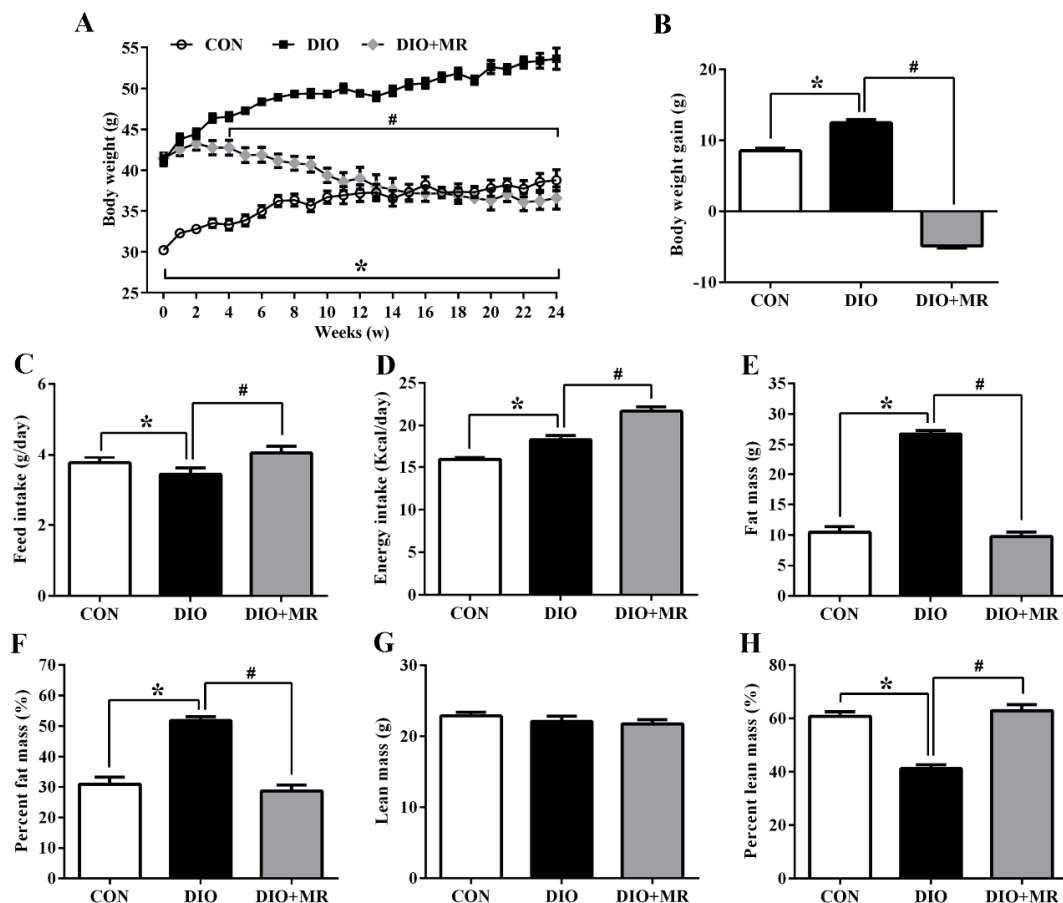 A
CON DIO DIO+MR
Body weight (g)
55
50
45
40
35
30
25
#
*
0 2 4 6 8 10 12 14 16 18 20 22 24
Weeks (w)
B
Body weight gain (g)
20
10
0
-10
* #
CON DIO DIO+MR
C
Feed intake (g/day)
6
4
2
0
* #
CON DIO DIO+MR
D
Energy intake (Kcal/day)
25
20
15
10
5
0
* #
CON DIO DIO+MR
E
Fat mass (g)
35
30
25
20
15
10
5
0
* #
CON DIO DIO+MR
F
Percent fat mass (%)
70
60
50
40
30
20
10
0
* #
CON DIO DIO+MR
G
Lean mass (g)
30
20
10
0
CON DIO DIO+MR
H
Percent lean mass (%)
80
60
40
20
0
* #
CON DIO DIO+MR